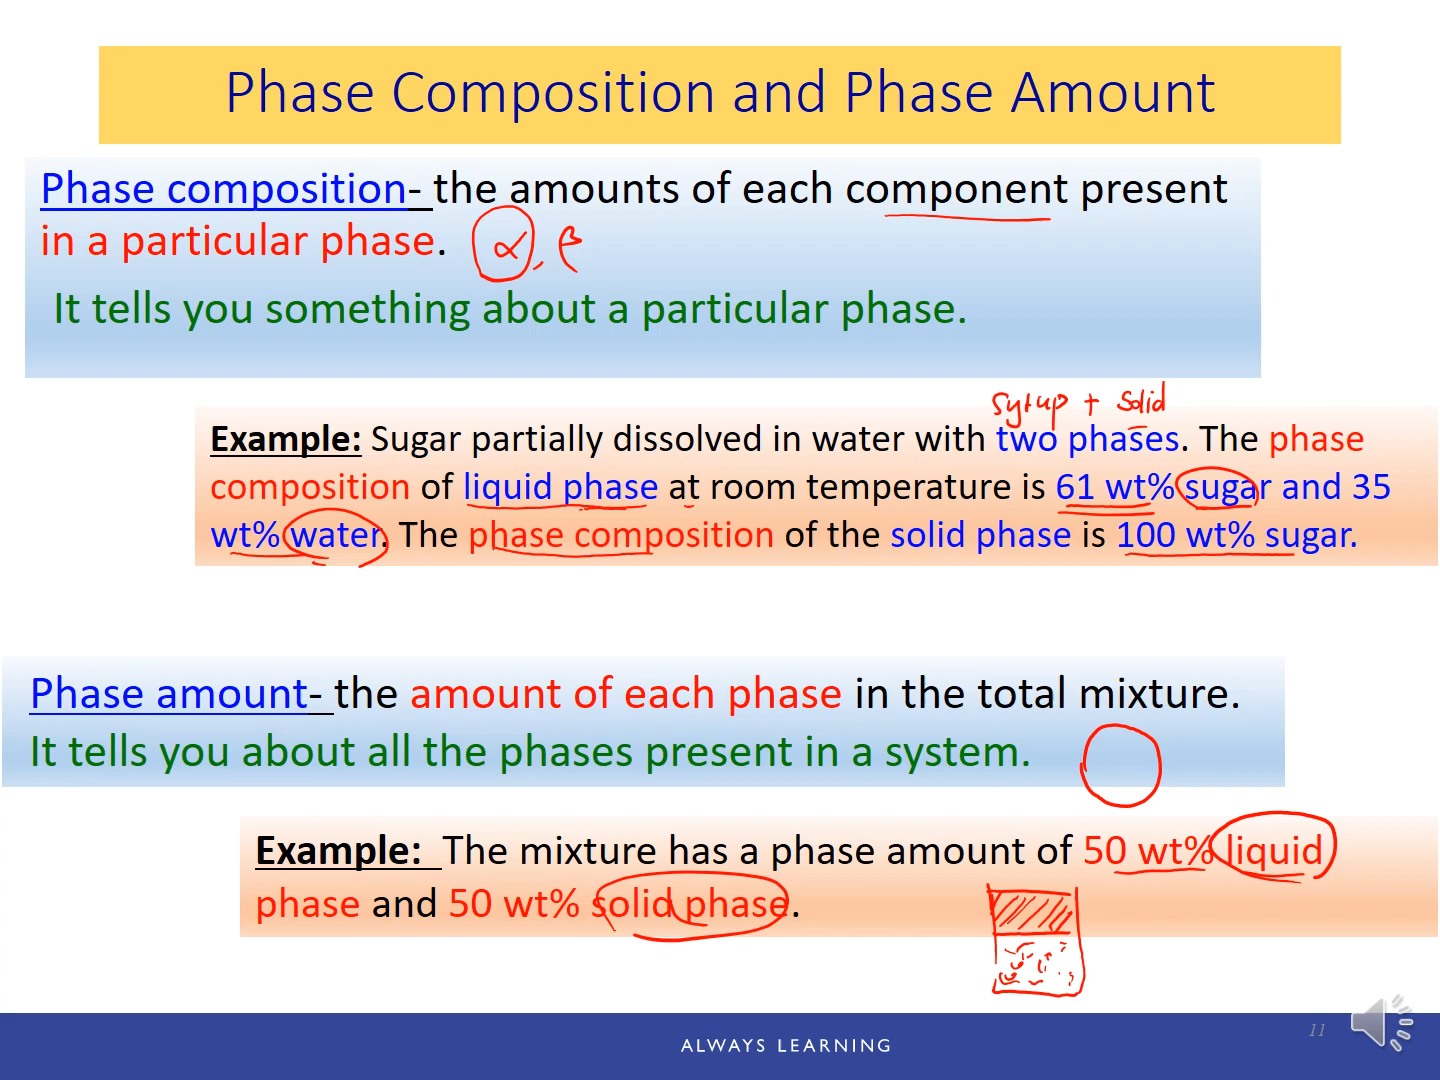 Phase Composition and Phase Amount
Phase composition- the amounts of each component present
in a particular phase. α, β
It tells you something about a particular phase.
syrup + solid
Example: Sugar partially dissolved in water with two phases. The phase
composition of liquid phase at room temperature is 61 wt% sugar and 35
wt% water. The phase composition of the solid phase is 100 wt% sugar.
Phase amount- the amount of each phase in the total mixture.
It tells you about all the phases present in a system.
Example: The mixture has a phase amount of 50 wt% liquid
phase and 50 wt% solid phase.
11
ALWAYS LEARNING